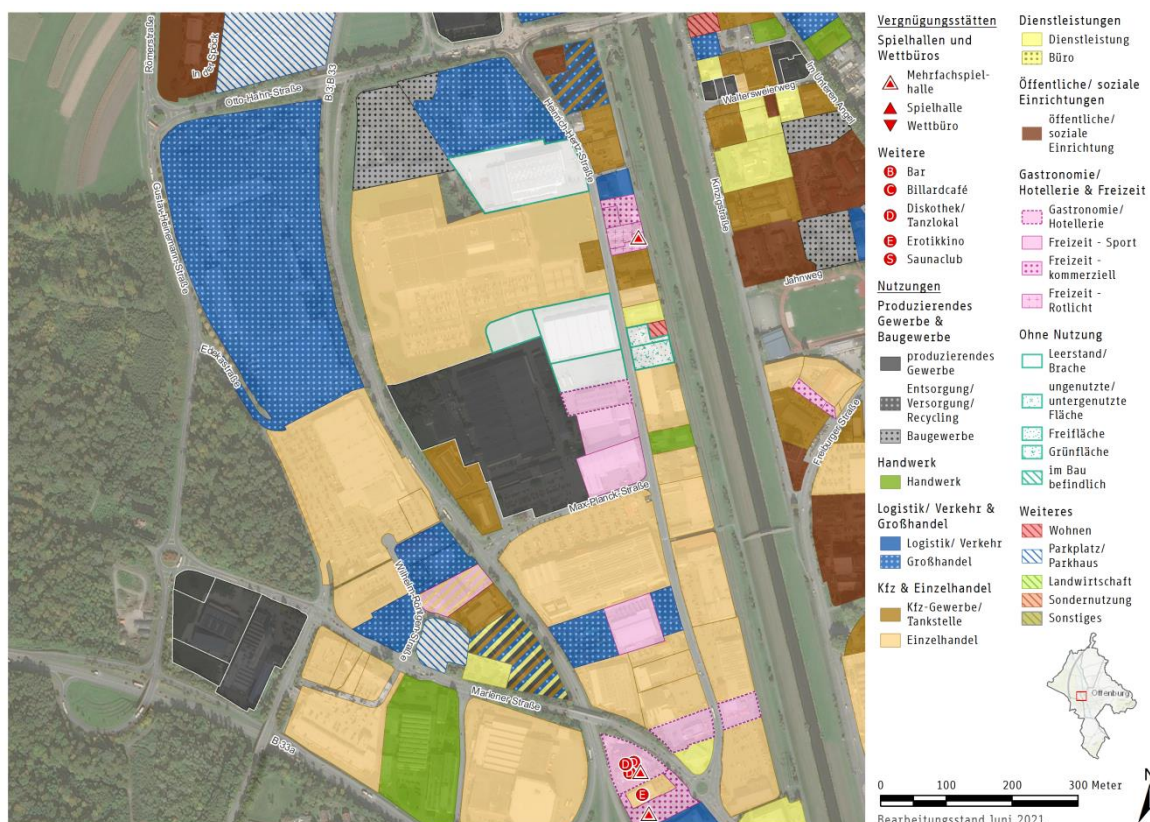 Römerstraße
In der Spöck
Otto-Hahn-Straße
B 3;B 33
Heinrich-Hertz-Straße
Gustav-Heinemann-Straße
Edekastraße
Kinzigstraße
Waltersweierweg
Im Unteren Angel
Jahnweg
Freiburger Straße
Max-Planck-Straße
Marlener Straße
B 33a
D
E
Vergnügungsstätten
Spielhallen und
Wettbüros
Mehrfachspiel-
halle
Spielhalle
Wettbüro
Weitere
B Bar
C Billardcafé
D Diskothek/
Tanzlokal
E Erotikkino
S Saunaclub
Nutzungen
Produzierendes
Gewerbe &
Baugewerbe
produzierendes
Gewerbe
Entsorgung/
Versorgung/
Recycling
Baugewerbe
Handwerk
Handwerk
Logistik/ Verkehr &
Großhandel
Logistik/ Verkehr
Großhandel
Kfz & Einzelhandel
Kfz-Gewerbe/
Tankstelle
Einzelhandel
Dienstleistungen
Dienstleistung
Büro
Öffentliche/ soziale
Einrichtungen
öffentliche/
soziale
Einrichtung
Gastronomie/
Hotellerie & Freizeit
Gastronomie/
Hotellerie
Freizeit - Sport
Freizeit -
kommerziell
Freizeit -
Rotlicht
Ohne Nutzung
Leerstand/
Brache
ungenutzte/
untergenutzte
Fläche
Freifläche
Grünfläche
im Bau
befindlich
Weiteres
Wohnen
Parkplatz/
Parkhaus
Landwirtschaft
Sondernutzung
Sonstiges
Offenburg
0 100 200 300 Meter
N
Bearbeitungsstand Juni 2021